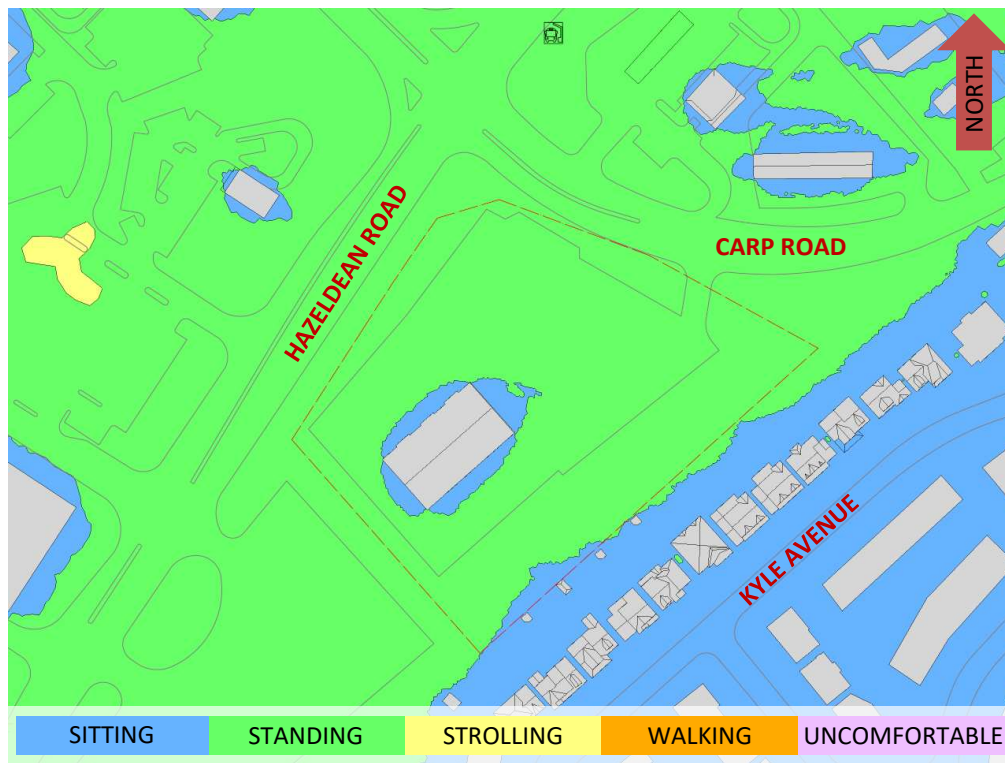 NORTH
HAZELDEAN ROAD
CARP ROAD
KYLE AVENUE
SITTING
STANDING
STROLLING
WALKING
UNCOMFORTABLE